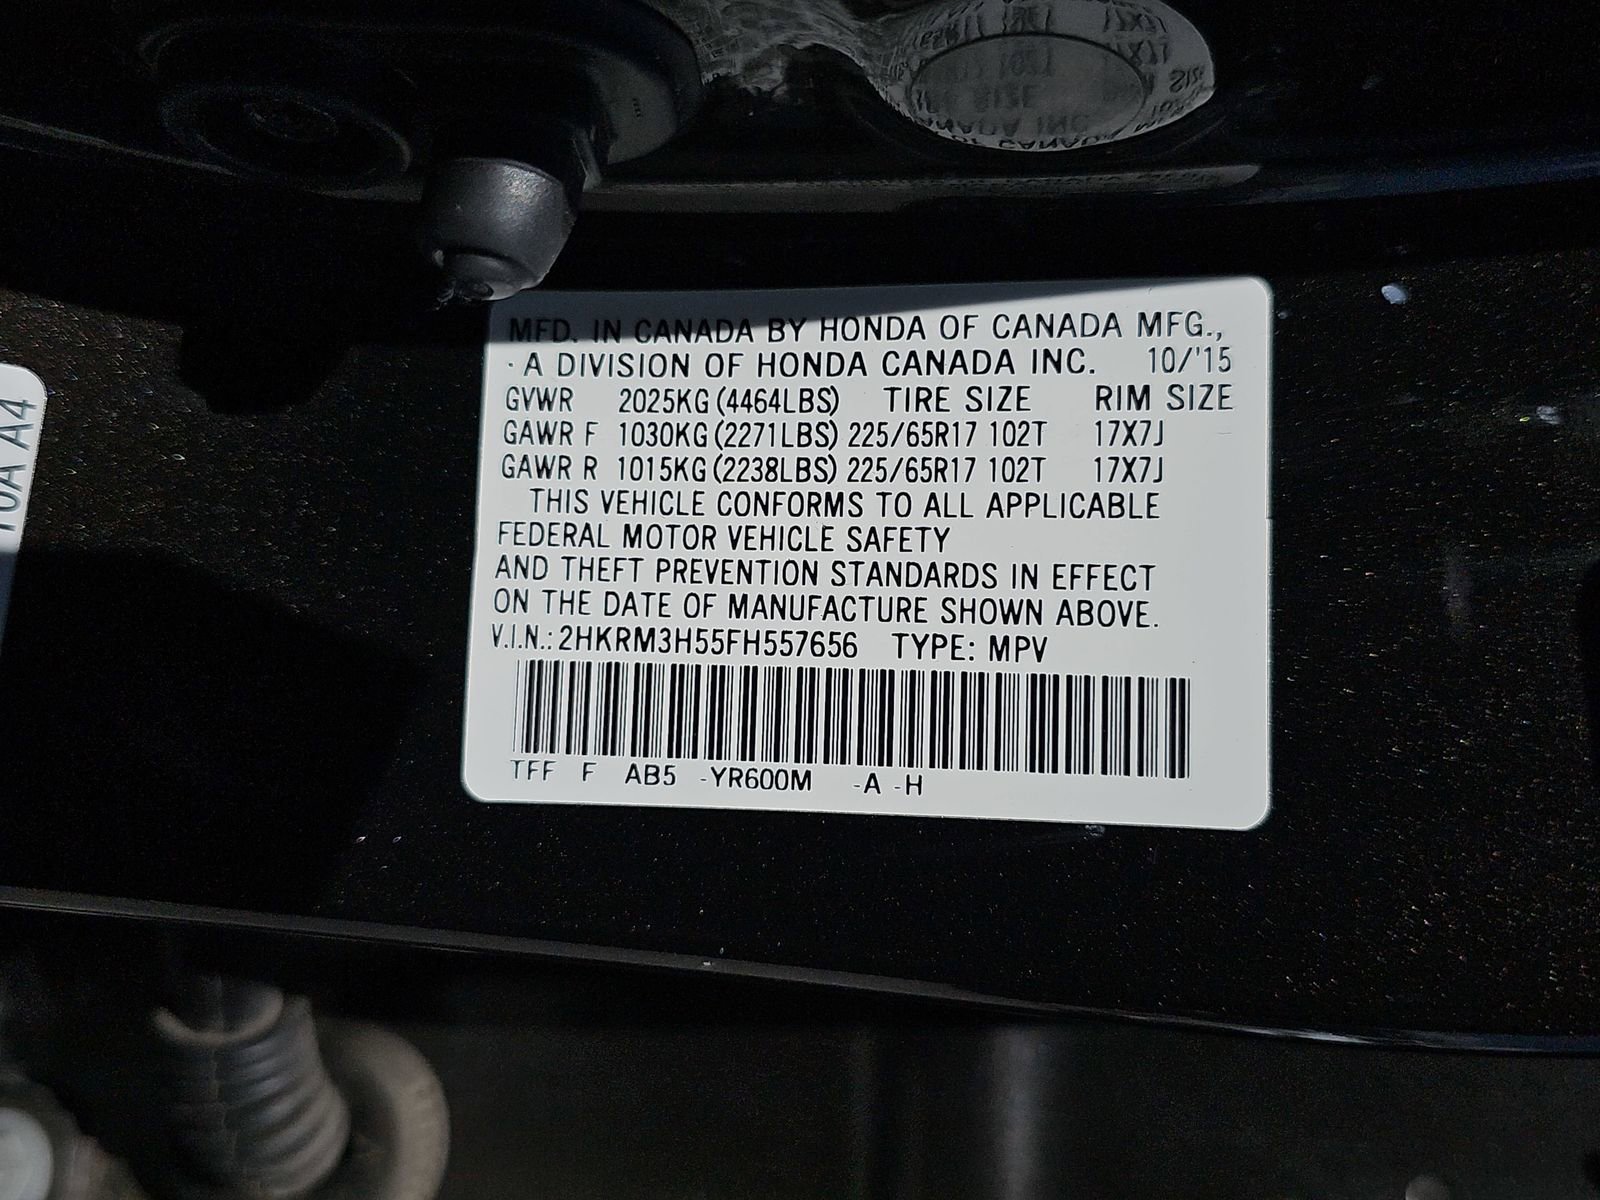 MFD. IN CANADA BY HONDA OF CANADA MFG.,
A DIVISION OF HONDA CANADA INC. 10/'15
GVWR 2025KG (4464LBS) TIRE SIZE RIM SIZE
GAWR F 1030KG (2271LBS) 225/65R17 102T 17X7J
GAWR R 1015KG (2238LBS) 225/65R17 102T 17X7J
THIS VEHICLE CONFORMS TO ALL APPLICABLE
FEDERAL MOTOR VEHICLE SAFETY
AND THEFT PREVENTION STANDARDS IN EFFECT
ON THE DATE OF MANUFACTURE SHOWN ABOVE.
V.I.N.: 2HKRM3H55FH557656 TYPE: MPV
TFF F AB5 -YR600M -A -H
10A A4